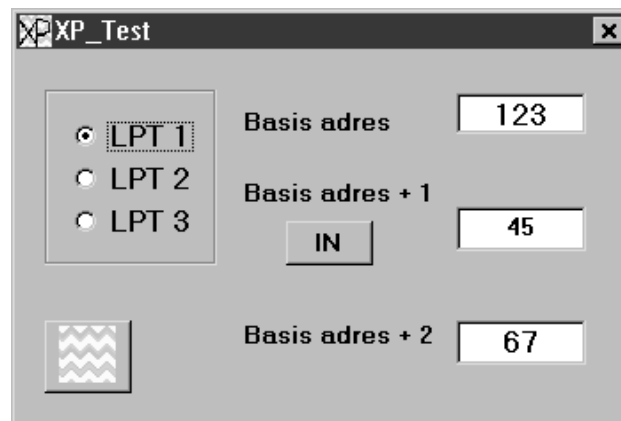 XP XP_Test
LPT 1
LPT 2
LPT 3
Basis adres
123
Basis adres + 1
IN
45
Basis adres + 2
67